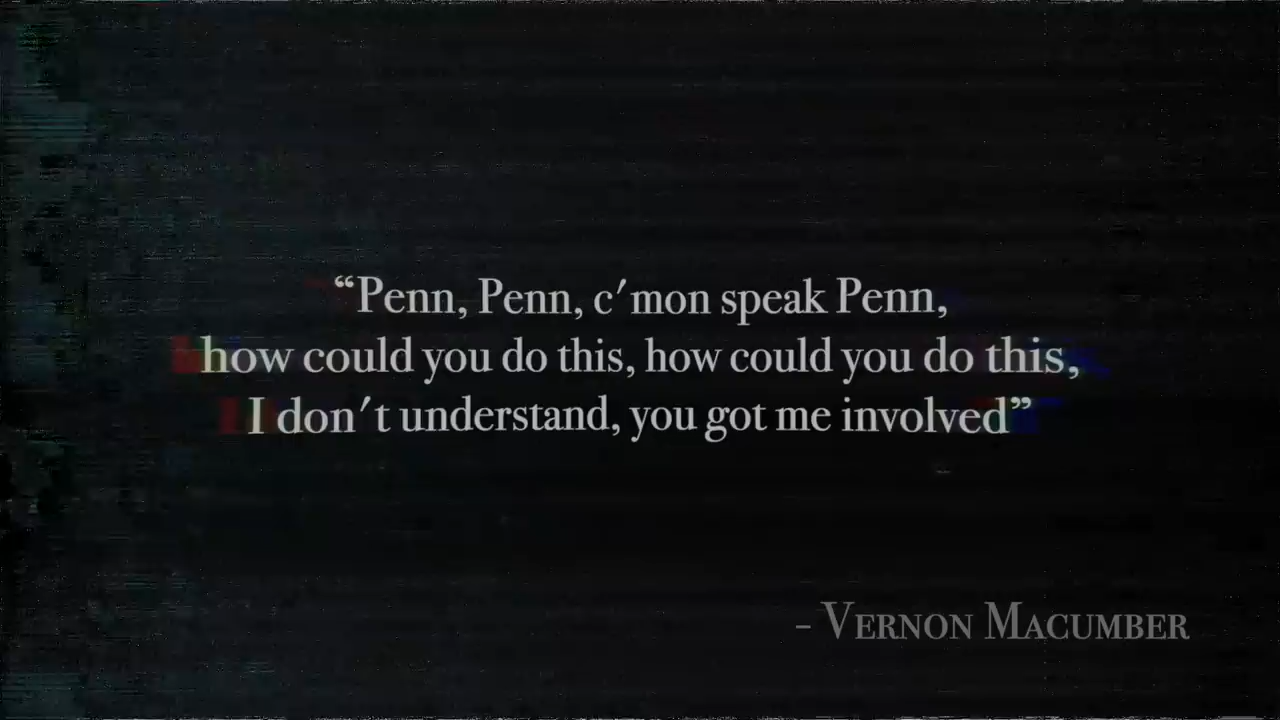 “Penn, Penn, c'mon speak Penn,
how could you do this, how could you do this,
I don't understand, you got me involved”
- Vernon Macumber